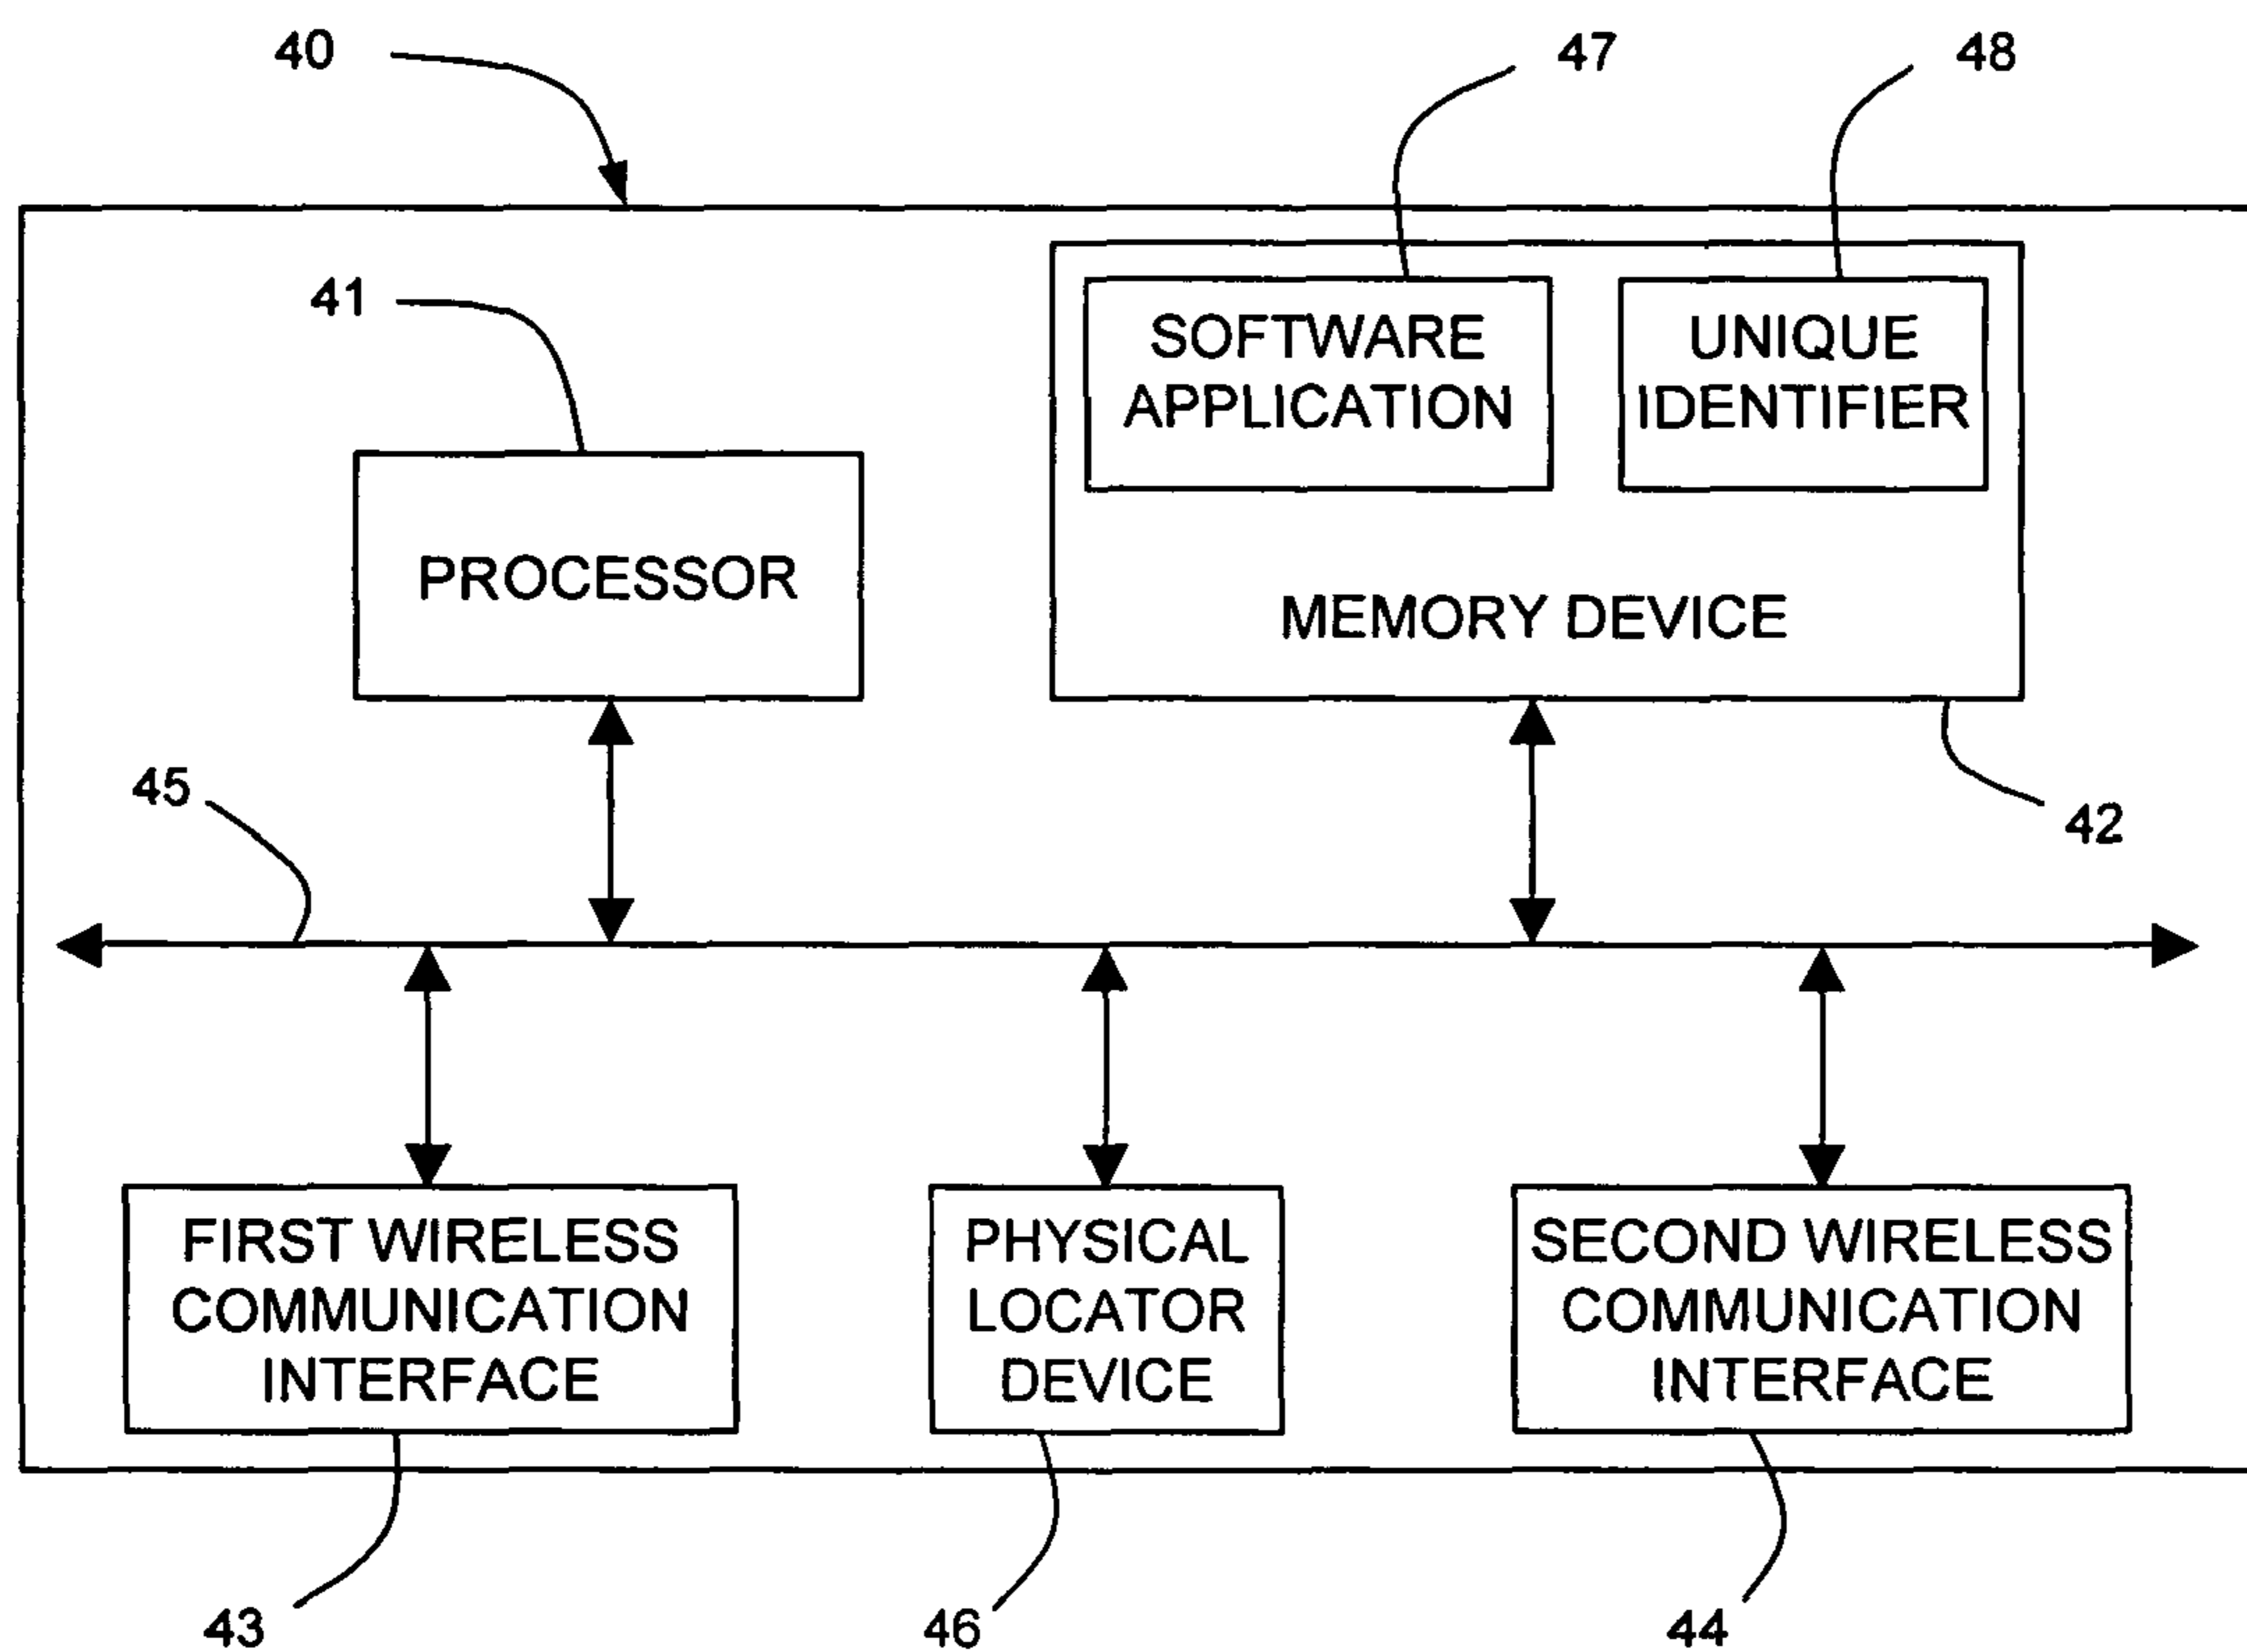 40
47
48
41
SOFTWARE
APPLICATION
UNIQUE
IDENTIFIER
PROCESSOR
MEMORY DEVICE
45
42
FIRST WIRELESS
COMMUNICATION
INTERFACE
PHYSICAL
LOCATOR
DEVICE
SECOND WIRELESS
COMMUNICATION
INTERFACE
43
46
44